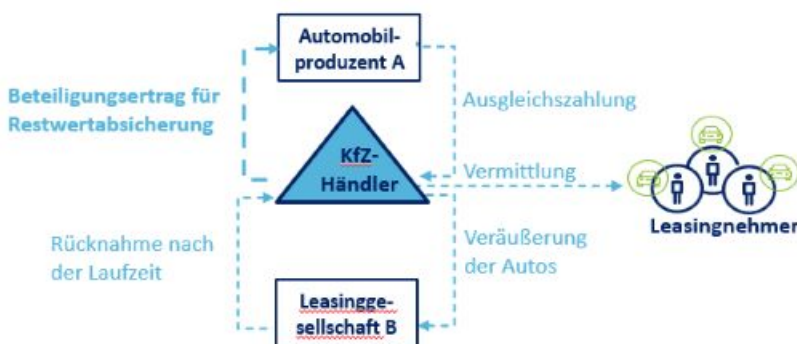 Automobil-
produzent A
Beteiligungsertrag für
Restwertabsicherung
Ausgleichszahlung
KfZ-
Händler
Vermittlung
Leasingnehmer
Rücknahme nach
der Laufzeit
Veräußerung
der Autos
Leasingge-
sellschaft B